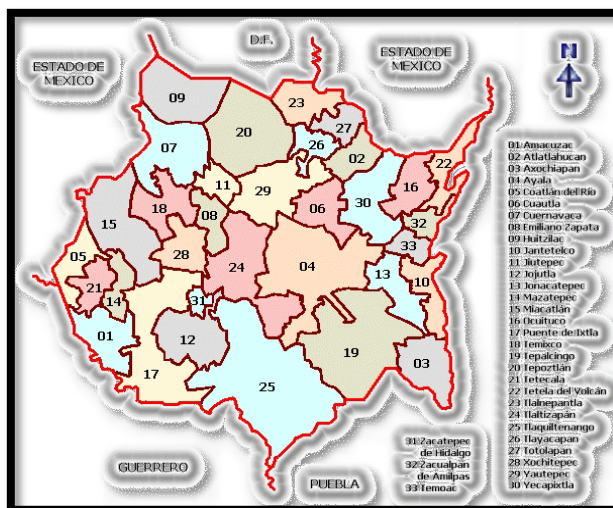 D.F.
ESTADO DE
MEXICO
ESTADO DE
MEXICO
N
09
23
20
27
26
07
02
22
16
11
29
30
18
08
06
32
15
33
28
05
24
04
13
10
21
14
31
01
12
19
03
17
25
GUERRERO
PUEBLA
01 Amacuzac
02 Atlatlahucan
03 Axochiapan
04 Ayala
05 Coatlán del Río
06 Cuautla
07 Cuernavaca
08 Emiliano Zapata
09 Huitzilac
10 Jantetelco
11 Jiutepec
12 Jojutla
13 Jonacatepec
14 Mazatepec
15 Miacatlán
16 Ocuituco
17 Puente de Ixtla
18 Temixco
19 Tepalcingo
20 Tepoztlán
21 Tetecala
22 Tetela del Volcán
23 Tlalnepantla
24 Tlaltizapán
25 Tlaquiltenango
26 Tlayacapan
27 Totolapan
28 Xochitepec
29 Yautepec
30 Yecapixtla
31 Zacatepec
de Hidalgo
32 Zacualpan
de Amilpas
33 Temoac